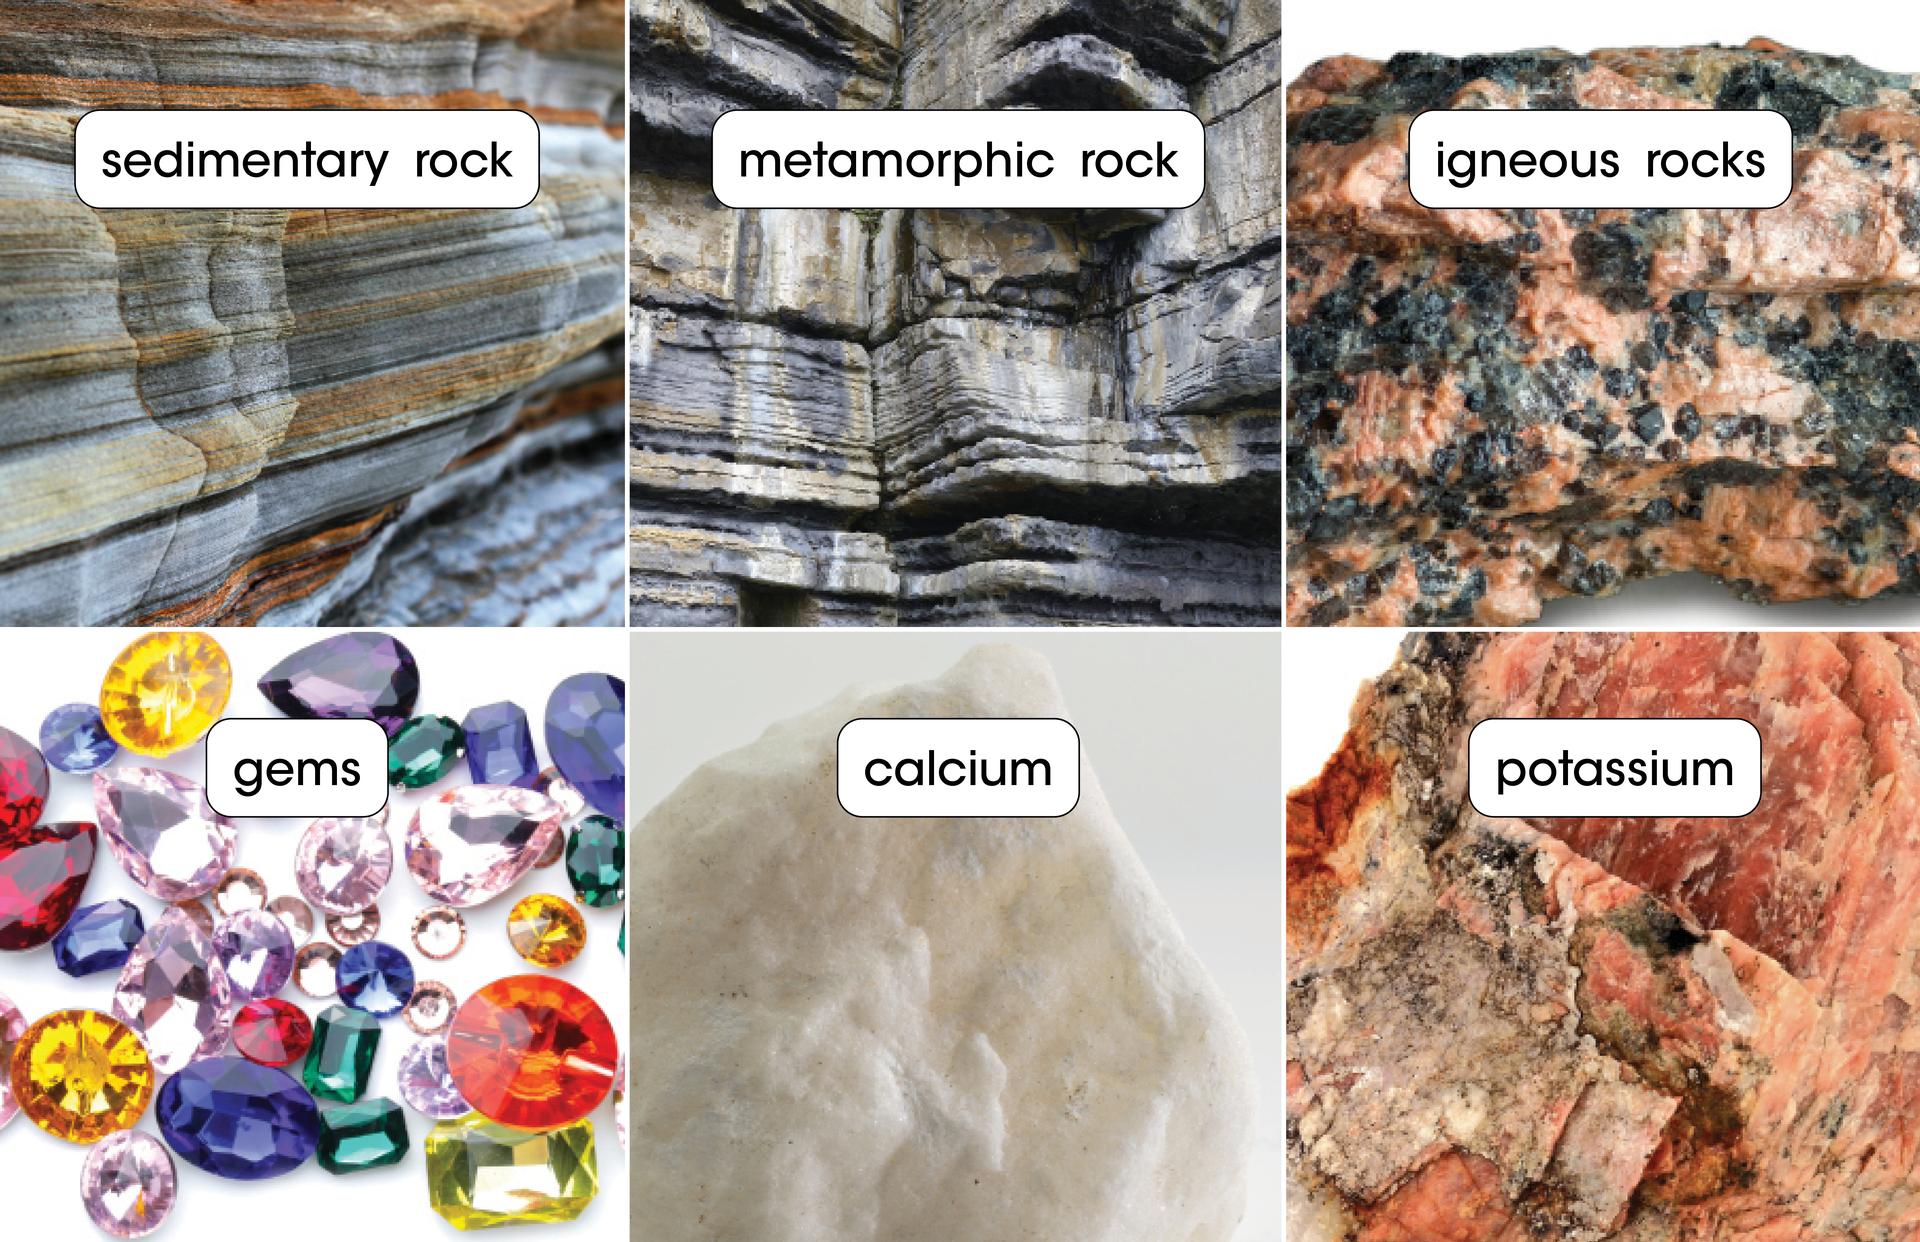 sedimentary rock
metamorphic rock
igneous rocks
gems
calcium
potassium